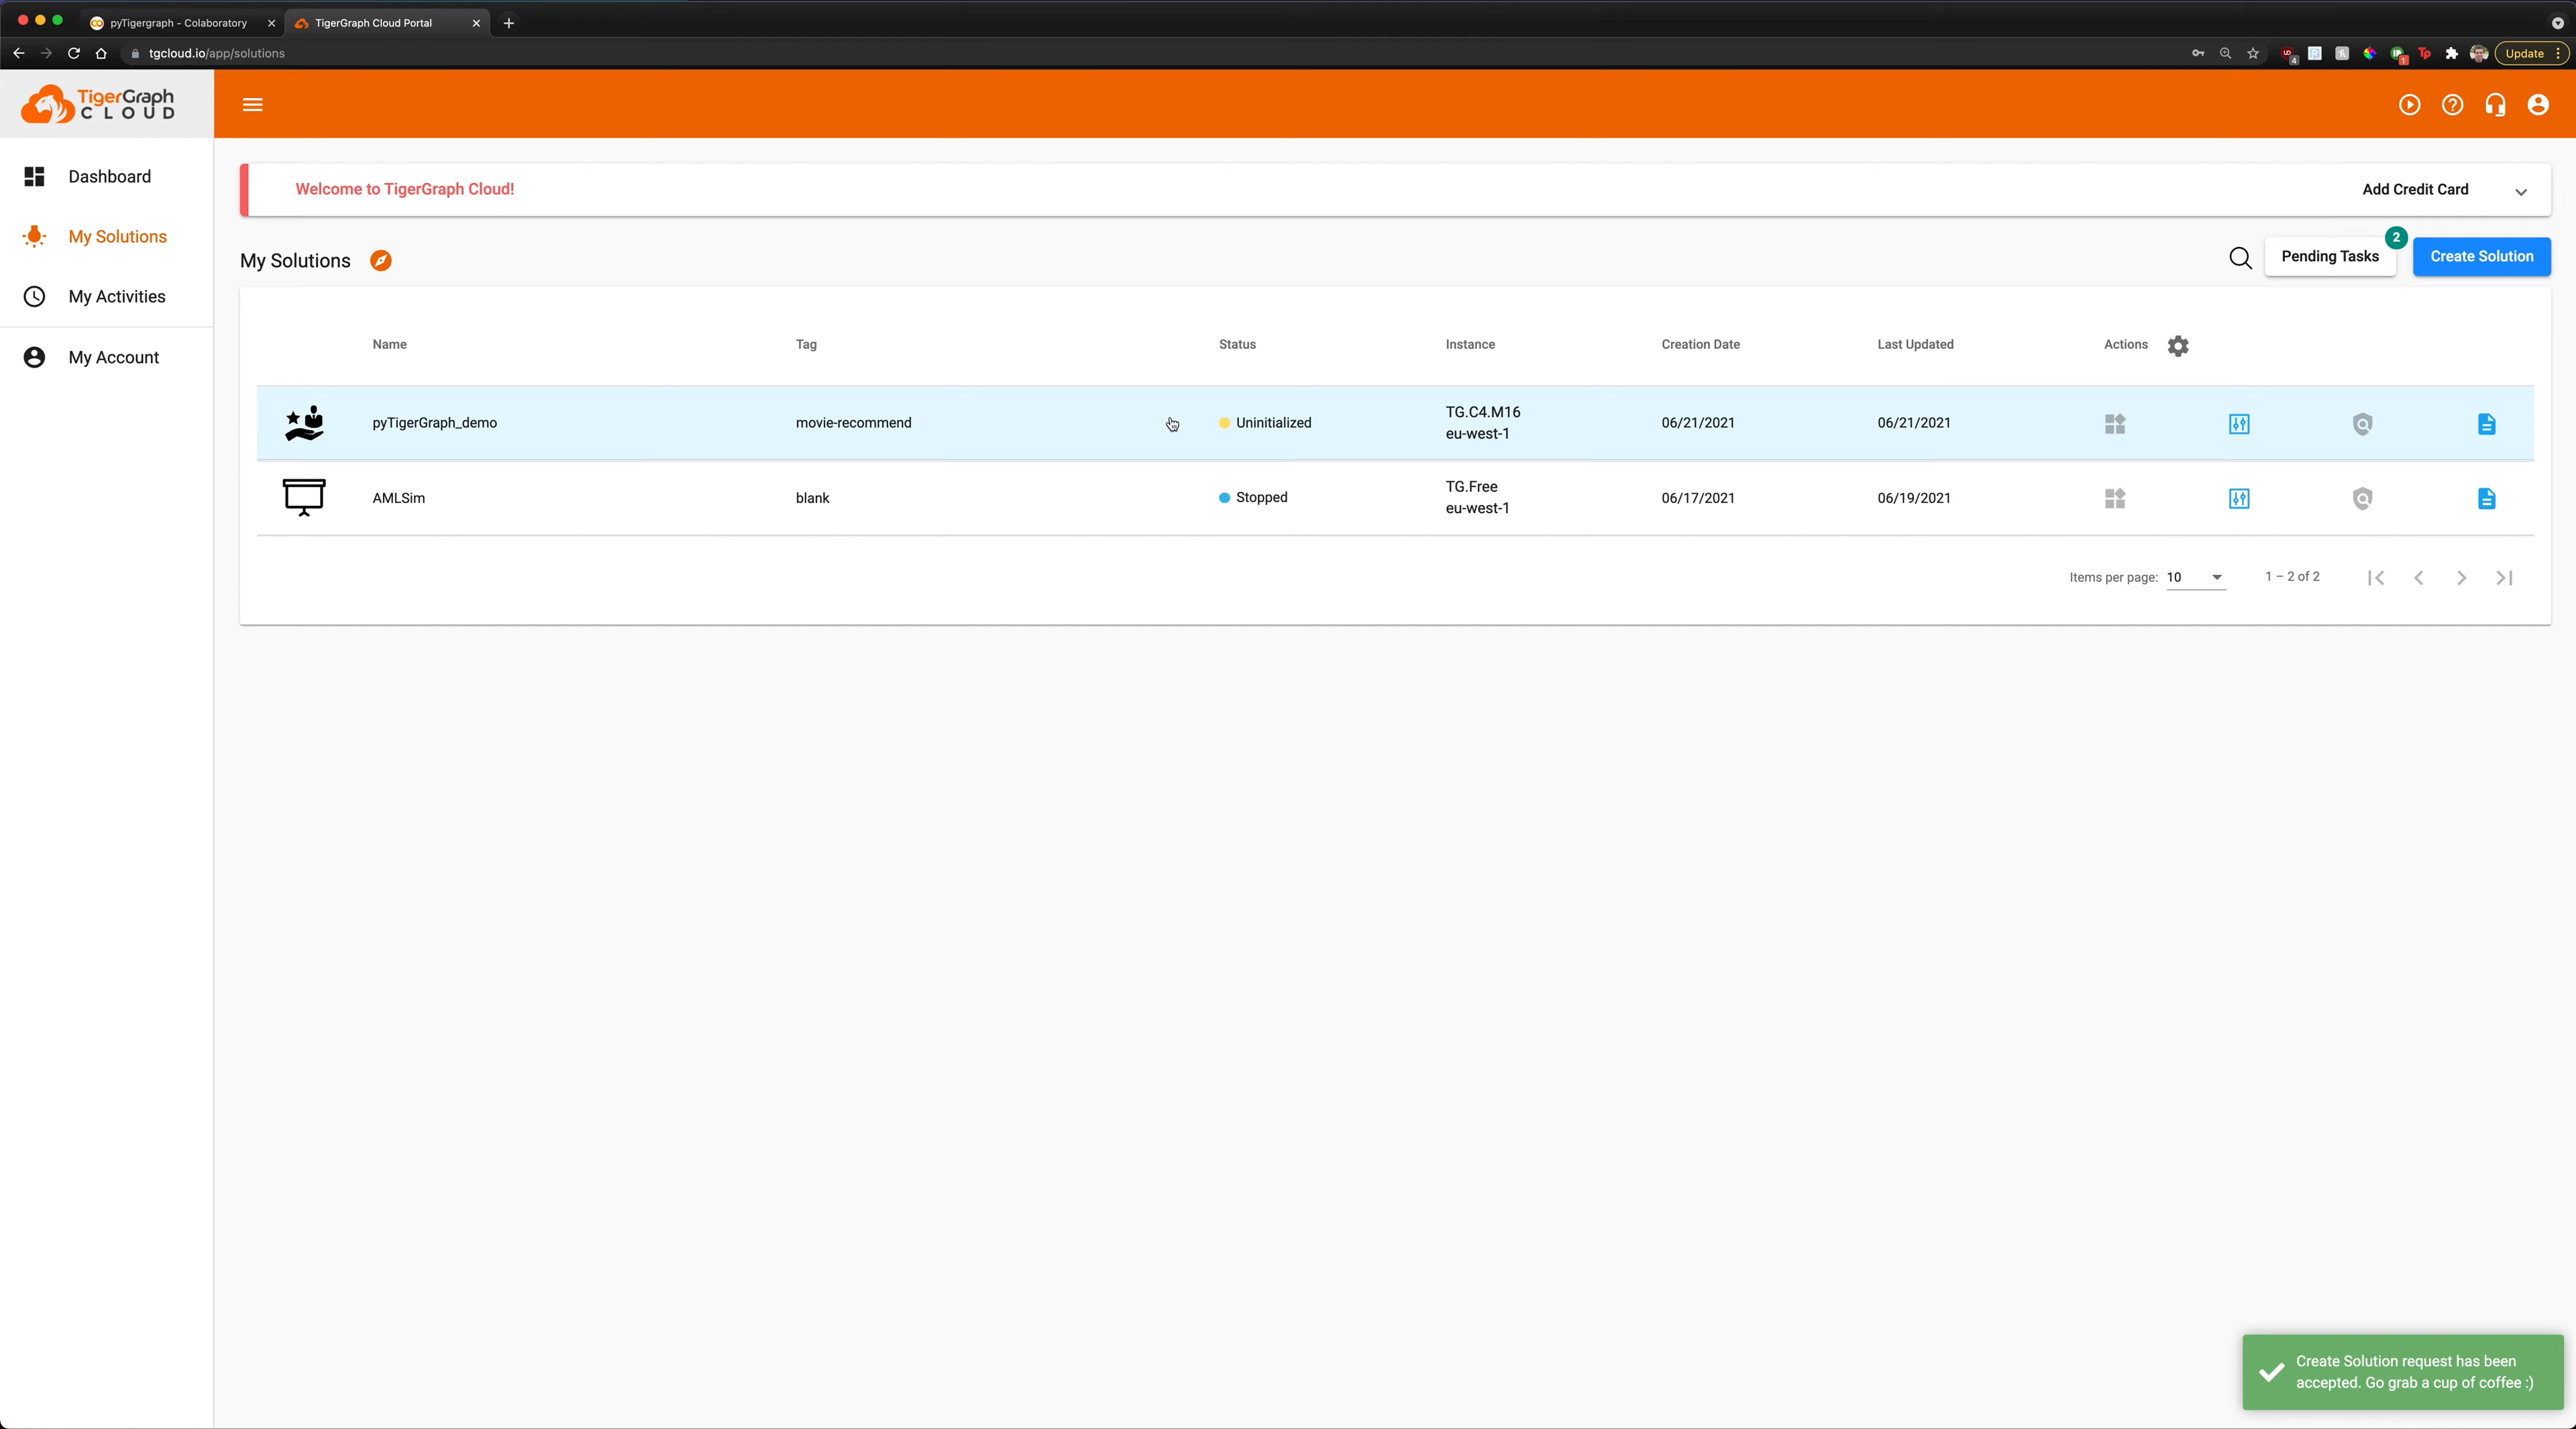 pyTigergraph - Colaboratory
TigerGraph Cloud Portal
tgcloud.io/app/solutions
4
1
Tp
Update
TigerGraph
CLOUD
Dashboard
My Solutions
My Activities
My Account
Welcome to TigerGraph Cloud!
Add Credit Card
My Solutions
Pending Tasks
2
Create Solution
Name Tag Status Instance Creation Date Last Updated Actions
pyTigerGraph_demo movie-recommend Uninitialized TG.C4.M16 06/21/2021 06/21/2021
eu-west-1
AMLSim blank Stopped TG.Free 06/17/2021 06/19/2021
eu-west-1
Items per page: 10 1 – 2 of 2
Create Solution request has been
accepted. Go grab a cup of coffee :)